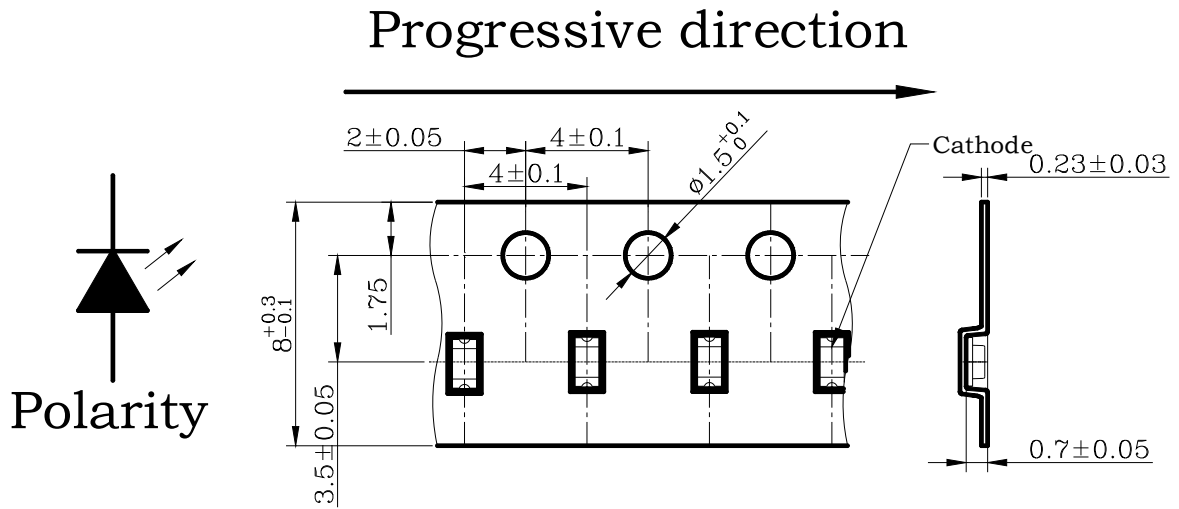 Progressive direction
2±0.05
4±0.1
4±0.1
ø1.5 +0.1 0
Cathode
0.23±0.03
1.75
8 +0.3 -0.1
3.5±0.05
Polarity
0.7±0.05